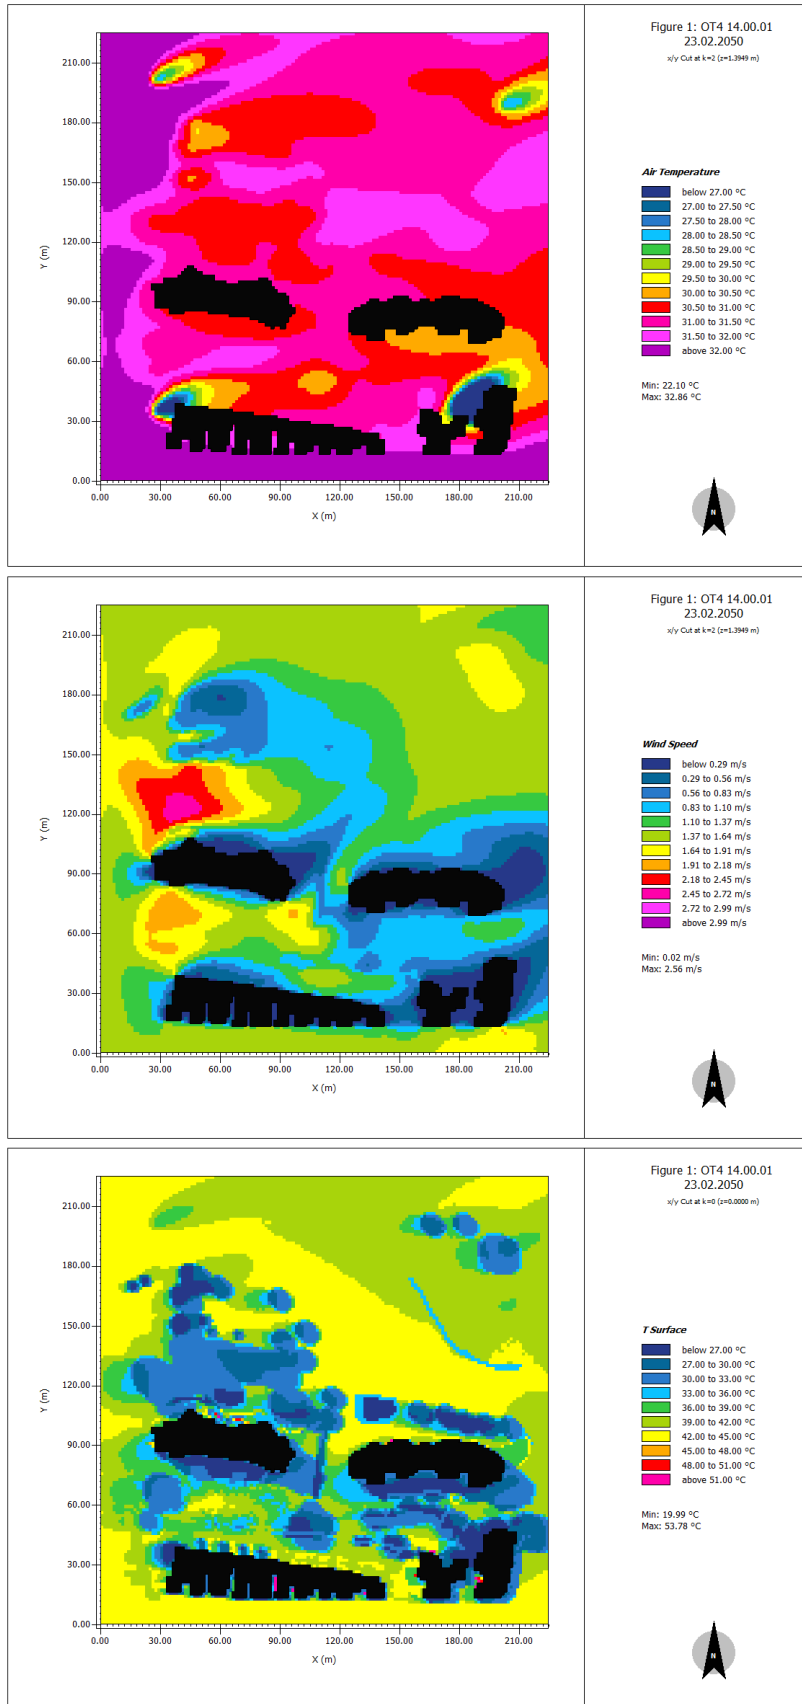 Figure 1: OT4 14.00.01
23.02.2050
x/y Cut at k=2 (z=1.3949 m)
Air Temperature
below 27.00 °C
27.00 to 27.50 °C
27.50 to 28.00 °C
28.00 to 28.50 °C
28.50 to 29.00 °C
29.00 to 29.50 °C
29.50 to 30.00 °C
30.00 to 30.50 °C
30.50 to 31.00 °C
31.00 to 31.50 °C
31.50 to 32.00 °C
above 32.00 °C
Min: 22.10 °C
Max: 32.86 °C
N
210.00
180.00
150.00
120.00
90.00
60.00
30.00
0.00
Y (m)
0.00 30.00 60.00 90.00 120.00 150.00 180.00 210.00
X (m)
Figure 1: OT4 14.00.01
23.02.2050
x/y Cut at k=2 (z=1.3949 m)
Wind Speed
below 0.29 m/s
0.29 to 0.56 m/s
0.56 to 0.83 m/s
0.83 to 1.10 m/s
1.10 to 1.37 m/s
1.37 to 1.64 m/s
1.64 to 1.91 m/s
1.91 to 2.18 m/s
2.18 to 2.45 m/s
2.45 to 2.72 m/s
2.72 to 2.99 m/s
above 2.99 m/s
Min: 0.02 m/s
Max: 2.56 m/s
N
210.00
180.00
150.00
120.00
90.00
60.00
30.00
0.00
Y (m)
0.00 30.00 60.00 90.00 120.00 150.00 180.00 210.00
X (m)
Figure 1: OT4 14.00.01
23.02.2050
x/y Cut at k=0 (z=0.0000 m)
T Surface
below 27.00 °C
27.00 to 30.00 °C
30.00 to 33.00 °C
33.00 to 36.00 °C
36.00 to 39.00 °C
39.00 to 42.00 °C
42.00 to 45.00 °C
45.00 to 48.00 °C
48.00 to 51.00 °C
above 51.00 °C
Min: 19.99 °C
Max: 53.78 °C
N
210.00
180.00
150.00
120.00
90.00
60.00
30.00
0.00
Y (m)
0.00 30.00 60.00 90.00 120.00 150.00 180.00 210.00
X (m)